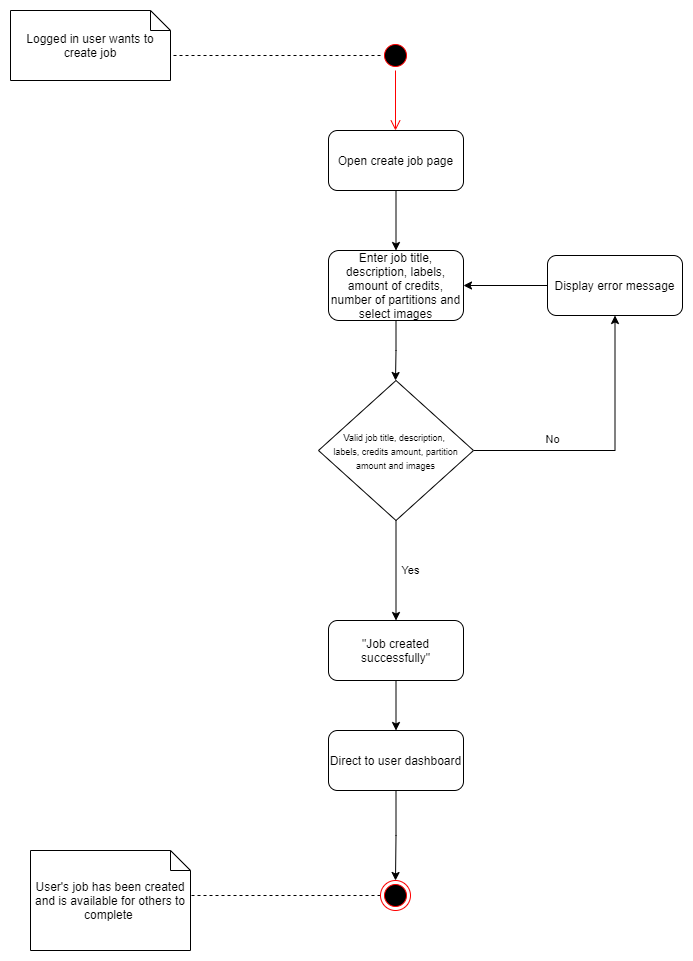 Logged in user wants to
create job
Open create job page
Enter job title,
description, labels,
amount of credits,
number of partitions and
select images
Display error message
Valid job title, description,
labels, credits amount, partition
amount and images
No
Yes
"Job created
successfully"
Direct to user dashboard
User's job has been created
and is available for others to
complete